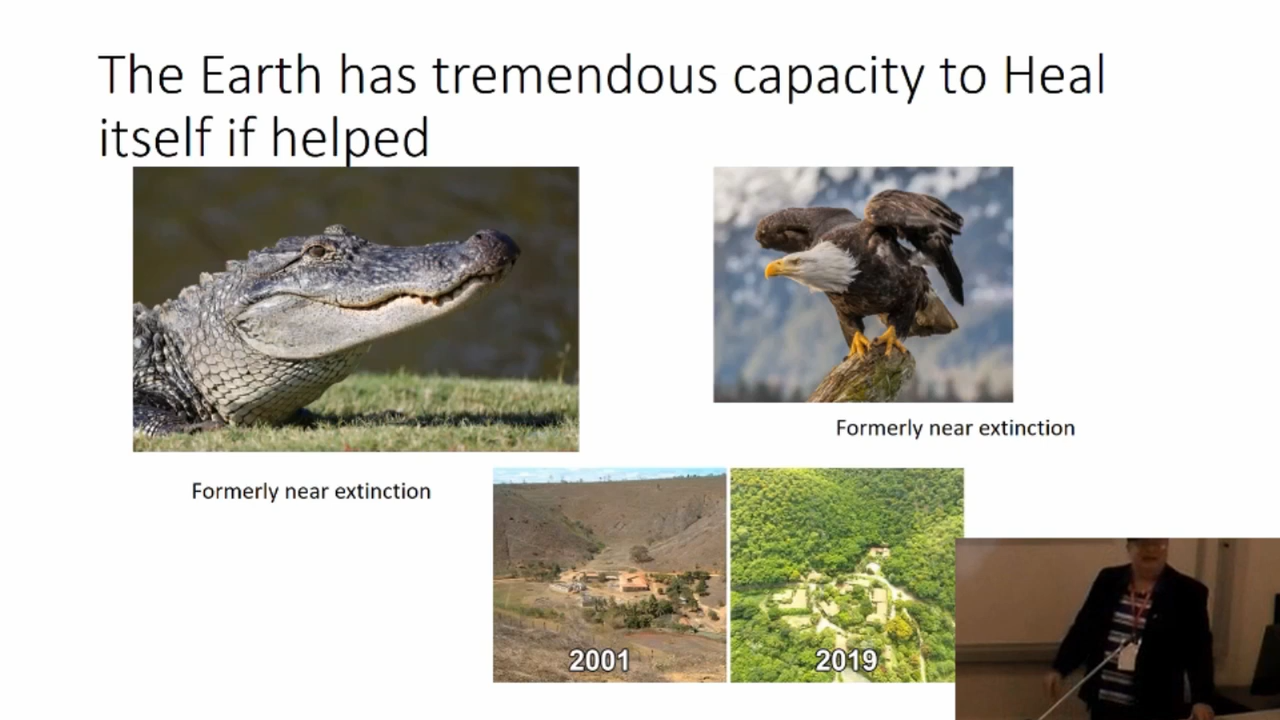 The Earth has tremendous capacity to Heal
itself if helped
Formerly near extinction
Formerly near extinction
2001
2019